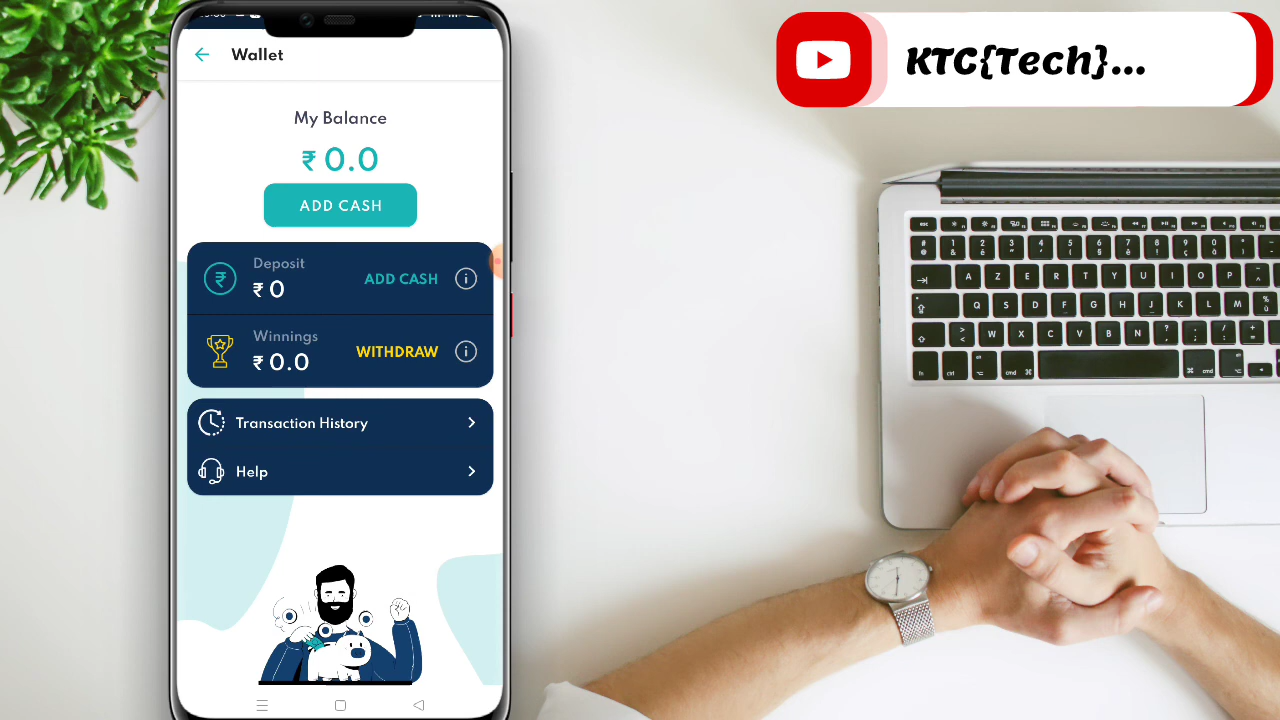 Wallet
My Balance
₹ 0.0
ADD CASH
Deposit
₹ 0
ADD CASH
Winnings
₹ 0.0
WITHDRAW
Transaction History
Help
KTC{Tech}...